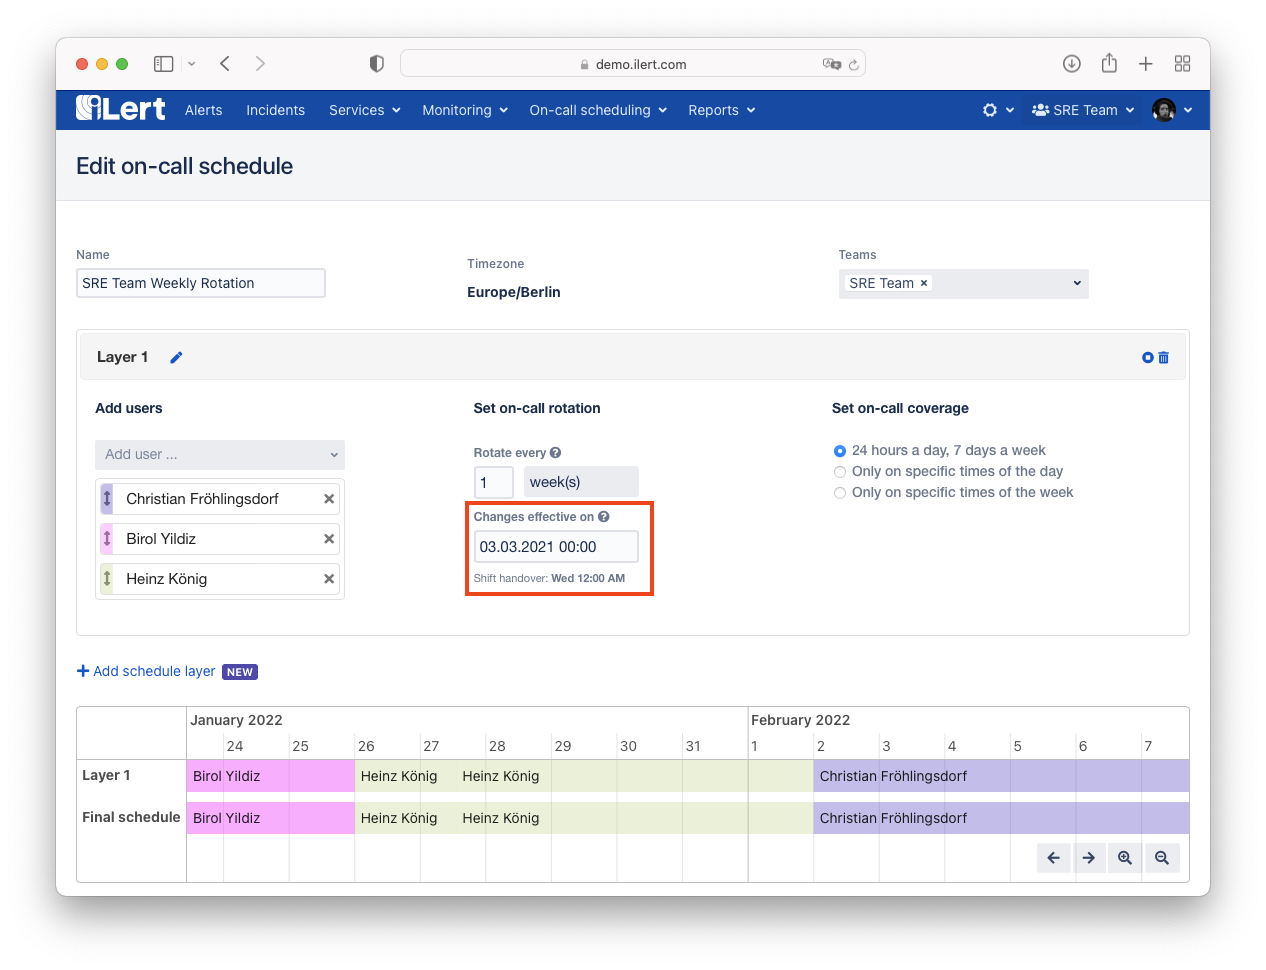 demo.ilert.com
iLert Alerts Incidents Services Monitoring On-call scheduling Reports SRE Team
Edit on-call schedule
Name
SRE Team Weekly Rotation
Timezone
Europe/Berlin
Teams
SRE Team ×
Layer 1
Add users
Add user ...
Christian Fröhlingsdorf
Birol Yildiz
Heinz König
Set on-call rotation
Rotate every
1 week(s)
Changes effective on
03.03.2021 00:00
Shift handover: Wed 12:00 AM
Set on-call coverage
24 hours a day, 7 days a week
Only on specific times of the day
Only on specific times of the week
+ Add schedule layer NEW
January 2022 February 2022
24 25 26 27 28 29 30 31 1 2 3 4 5 6 7
Layer 1 Birol Yildiz Heinz König Heinz König Christian Fröhlingsdorf
Final schedule Birol Yildiz Heinz König Heinz König Christian Fröhlingsdorf